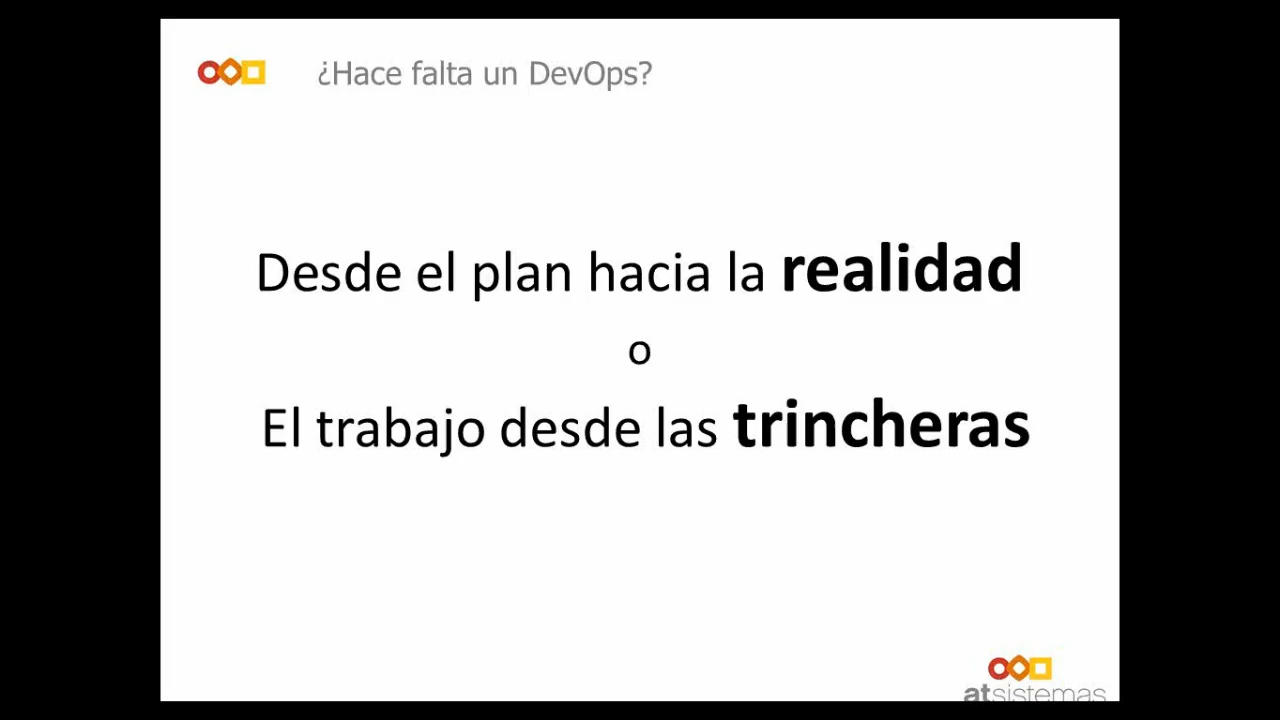 ¿Hace falta un DevOps?
Desde el plan hacia la realidad
o
El trabajo desde las trincheras
atsistemas